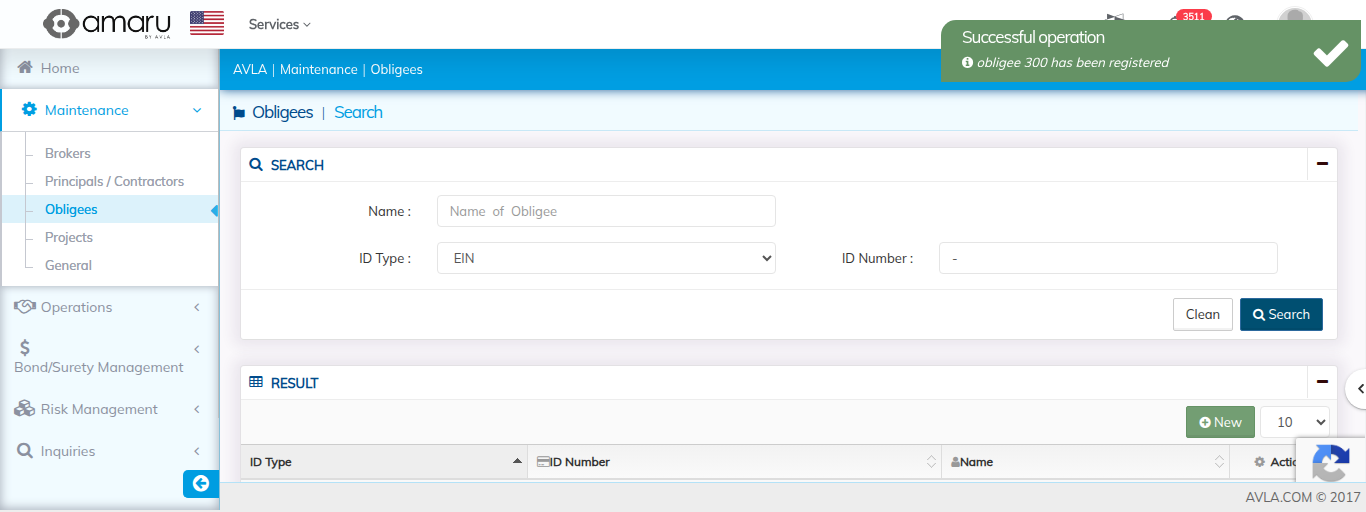 amaru
BY AVLA
Services
3511
Successful operation
obligee 300 has been registered
Home
AVLA | Maintenance | Obligees
Maintenance
Obligees | Search
Brokers
Principals / Contractors
Obligees
Projects
General
Operations
Bond/Surety Management
Risk Management
Inquiries
SEARCH
Name :
Name of Obligee
ID Type :
EIN
ID Number :
-
Clean
Search
RESULT
New
10
ID Type
ID Number
Name
Actio
AVLA.COM © 2017